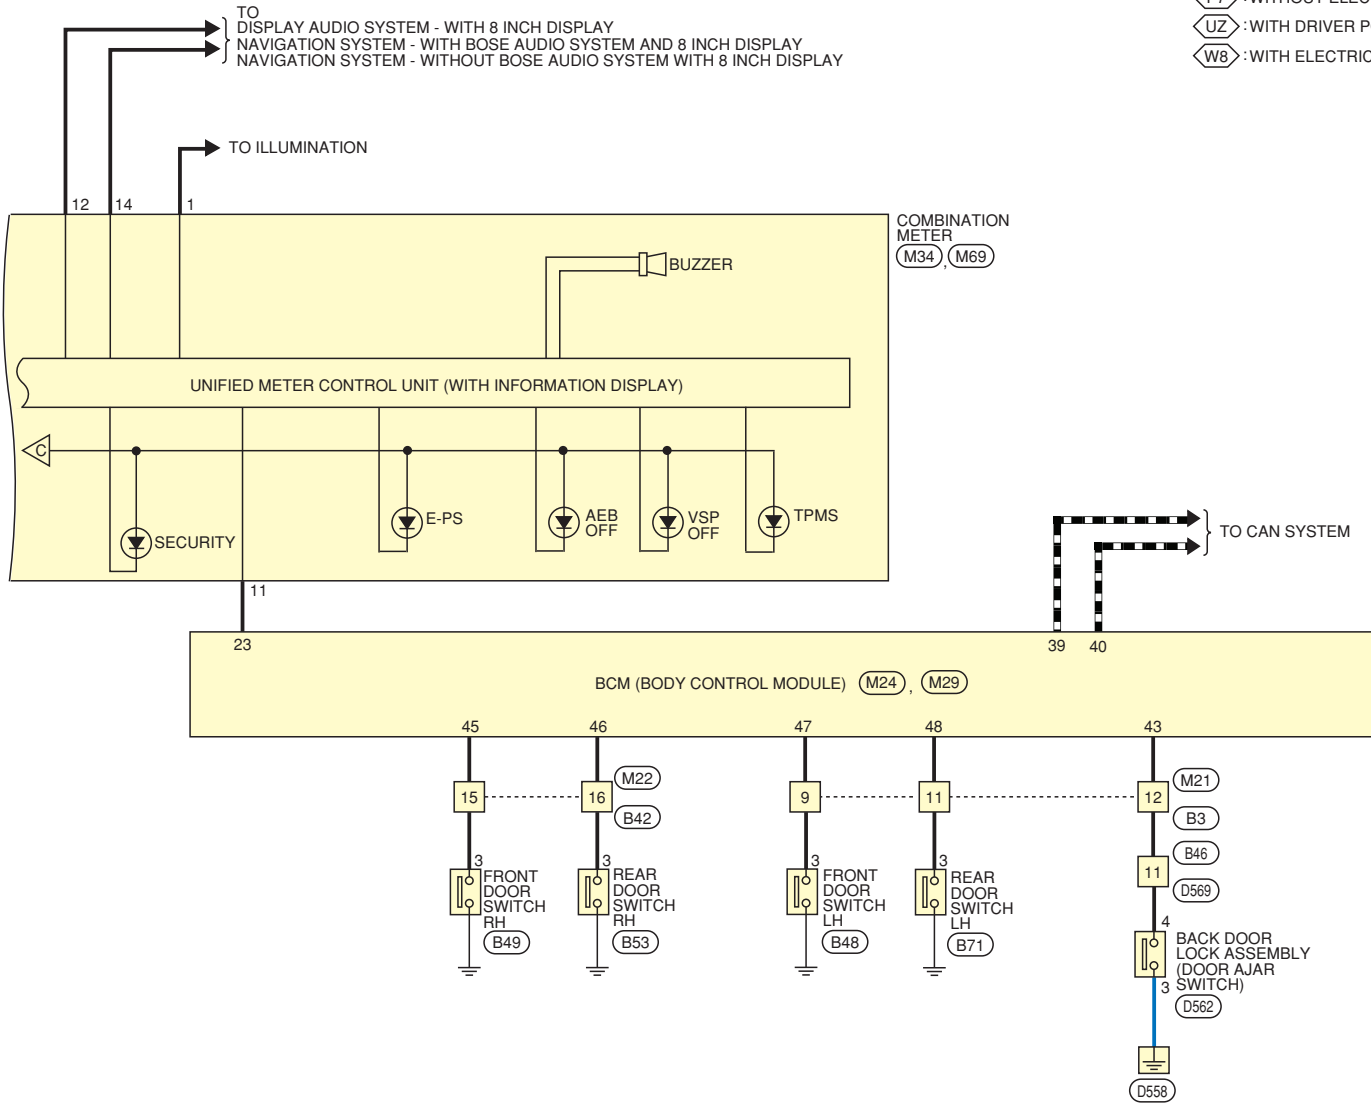 TO
DISPLAY AUDIO SYSTEM - WITH 8 INCH DISPLAY
NAVIGATION SYSTEM - WITH BOSE AUDIO SYSTEM AND 8 INCH DISPLAY
NAVIGATION SYSTEM - WITHOUT BOSE AUDIO SYSTEM WITH 8 INCH DISPLAY
: WITHOUT ELEC
UZ : WITH DRIVER P
W8 : WITH ELECTRIC
TO ILLUMINATION
12 14 1
COMBINATION
METER
M34 , M69
BUZZER
UNIFIED METER CONTROL UNIT (WITH INFORMATION DISPLAY)
C
SECURITY
E-PS
AEB
OFF
VSP
OFF
TPMS
TO CAN SYSTEM
11
23
39 40
BCM (BODY CONTROL MODULE) M24 , M29
45 46 47 48 43
15 16 M22
B42
9 11 12 M21
B3
B46
11
D569
3
FRONT
DOOR
SWITCH
RH
B49
3
REAR
DOOR
SWITCH
RH
B53
3
FRONT
DOOR
SWITCH
LH
B48
3
REAR
DOOR
SWITCH
LH
B71
4
BACK DOOR
LOCK ASSEMBLY
(DOOR AJAR
SWITCH)
3
D562
D558